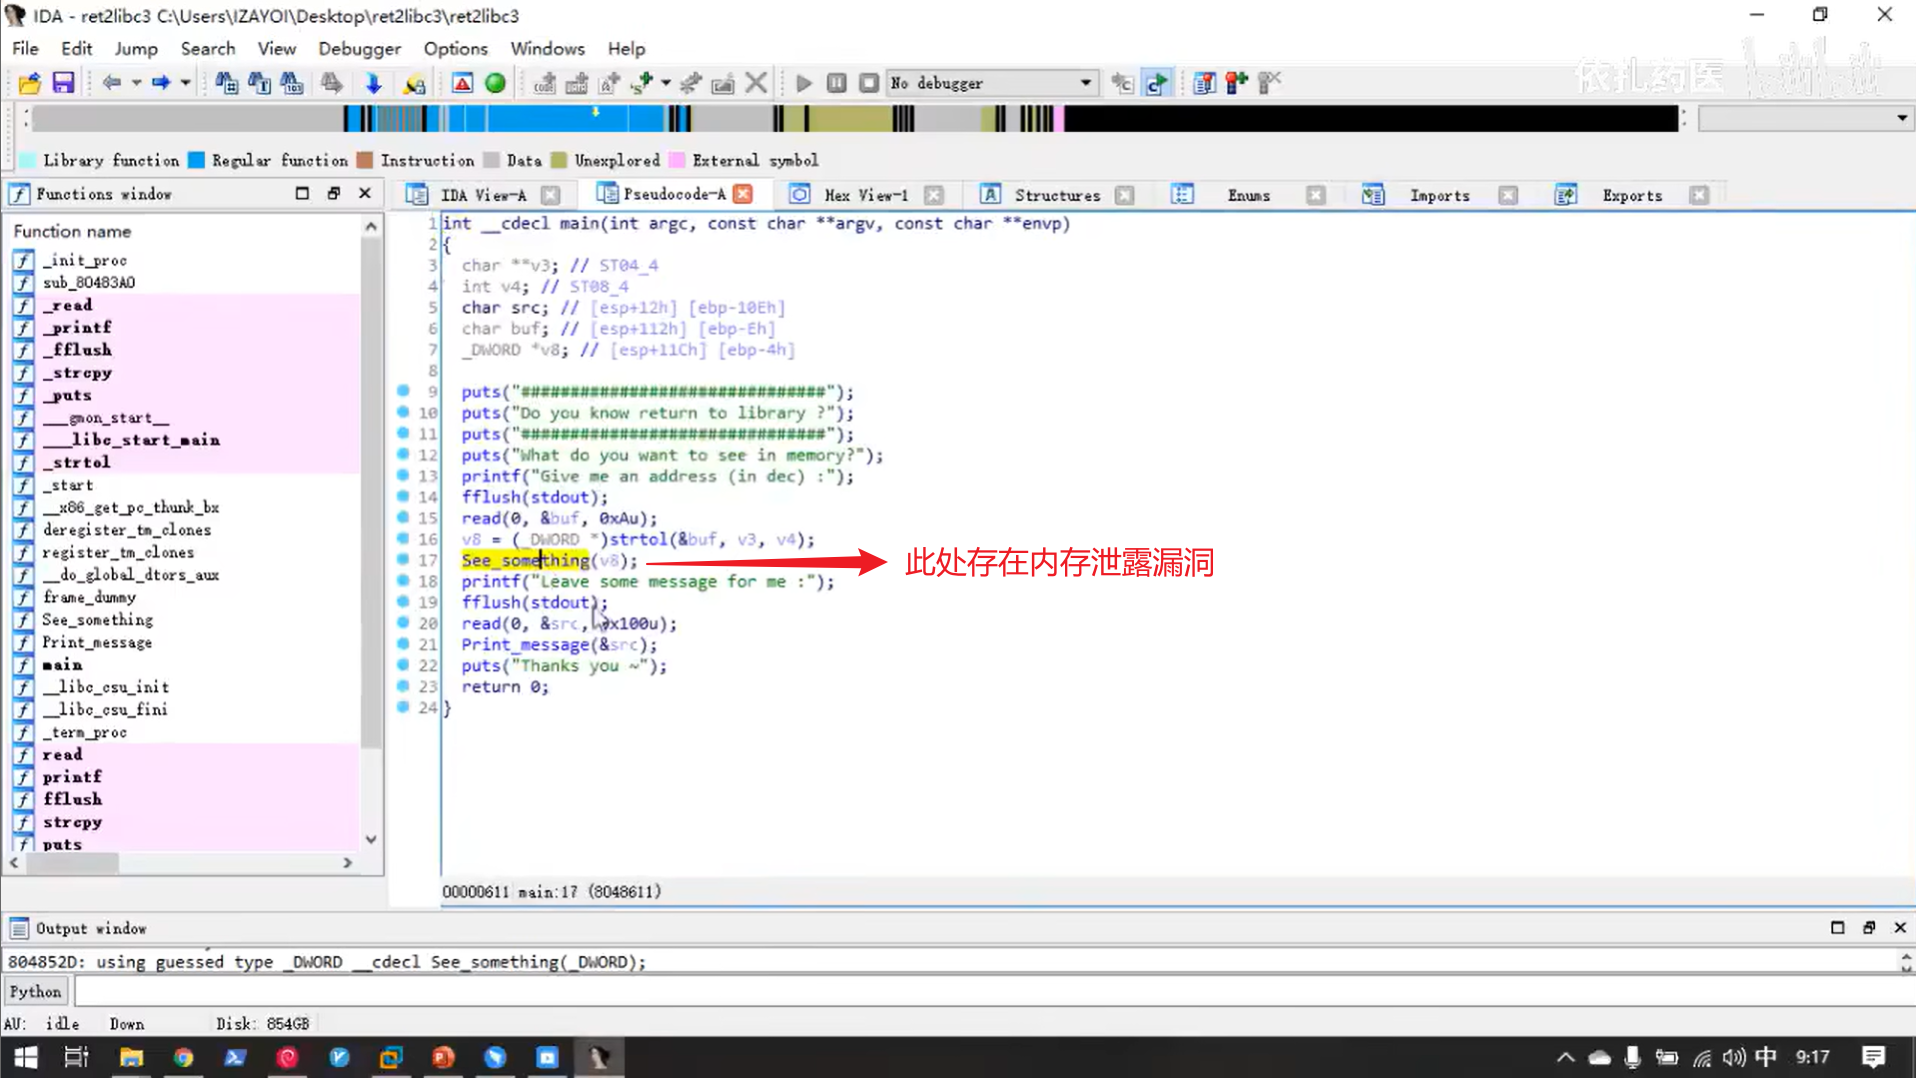 IDA - ret2libc3 C:\Users\IZAYOI\Desktop\ret2libc3\ret2libc3
File Edit Jump Search View Debugger Options Windows Help
No debugger
依扎药医
Library function Regular function Instruction Data Unexplored External symbol
Functions window
IDA View-A Pseudocode-A Hex View-1 Structures Enums Imports Exports
Function name
_init_proc
sub_80483A0
_read
_printf
_fflush
_strcpy
_puts
___gmon_start__
___libc_start_main
_strtol
_start
__x86_get_pc_thunk_bx
deregister_tm_clones
register_tm_clones
__do_global_dtors_aux
frame_dummy
See_something
Print_message
main
__libc_csu_init
__libc_csu_fini
_term_proc
read
printf
fflush
strcpy
puts
1 int __cdecl main(int argc, const char **argv, const char **envp)
2 {
3 char **v3; // ST04_4
4 int v4; // ST08_4
5 char src; // [esp+12h] [ebp-10Eh]
6 char buf; // [esp+112h] [ebp-Eh]
7 _DWORD *v8; // [esp+11Ch] [ebp-4h]
8
9 puts("###############################");
10 puts("Do you know return to library ?");
11 puts("###############################");
12 puts("What do you want to see in memory?");
13 printf("Give me an address (in dec) :");
14 fflush(stdout);
15 read(0, &buf, 0xAu);
16 v8 = (_DWORD *)strtol(&buf, v3, v4);
17 See_something(v8);
此处存在内存泄露漏洞
18 printf("Leave some message for me :");
19 fflush(stdout);
20 read(0, &src, 0x100u);
21 Print_message(&src);
22 puts("Thanks you ~");
23 return 0;
24 }
00000611 main:17 (8048611)
Output window
804852D: using guessed type _DWORD __cdecl See_something(_DWORD);
Python
AU: idle Down Disk: 854GB
中 9:17